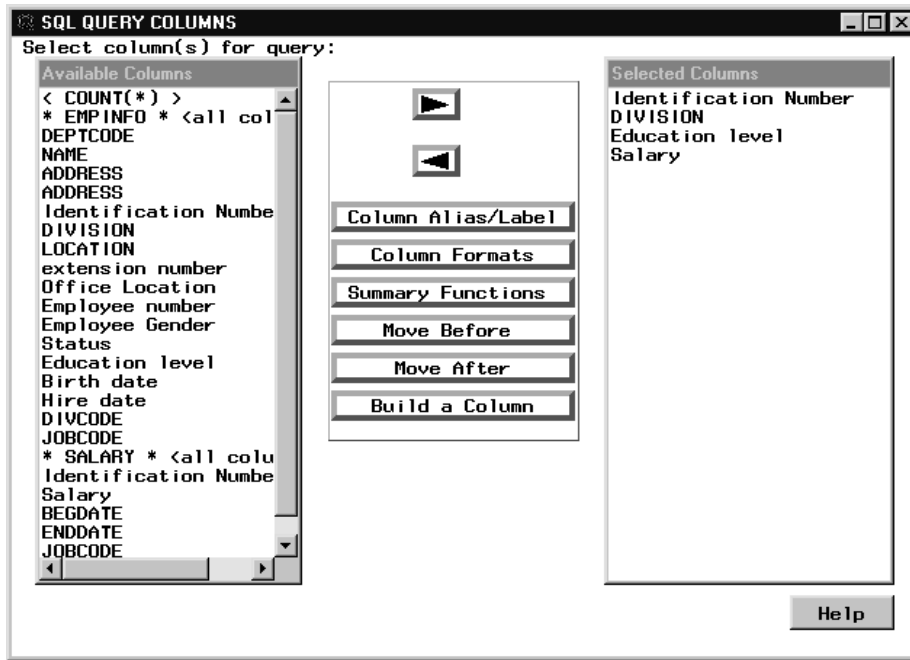 SQL QUERY COLUMNS
Select column(s) for query:
Available Columns
< COUNT(*) >
* EMPINFO * <all col
DEPTCODE
NAME
ADDRESS
ADDRESS
Identification Numbe
DIVISION
LOCATION
extension number
Office Location
Employee number
Employee Gender
Status
Education level
Birth date
Hire date
DIVCODE
JOBCODE
* SALARY * <all colu
Identification Numbe
Salary
BEGDATE
ENDDATE
JOBCODE
Column Alias/Label
Column Formats
Summary Functions
Move Before
Move After
Build a Column
Selected Columns
Identification Number
DIVISION
Education level
Salary
Help